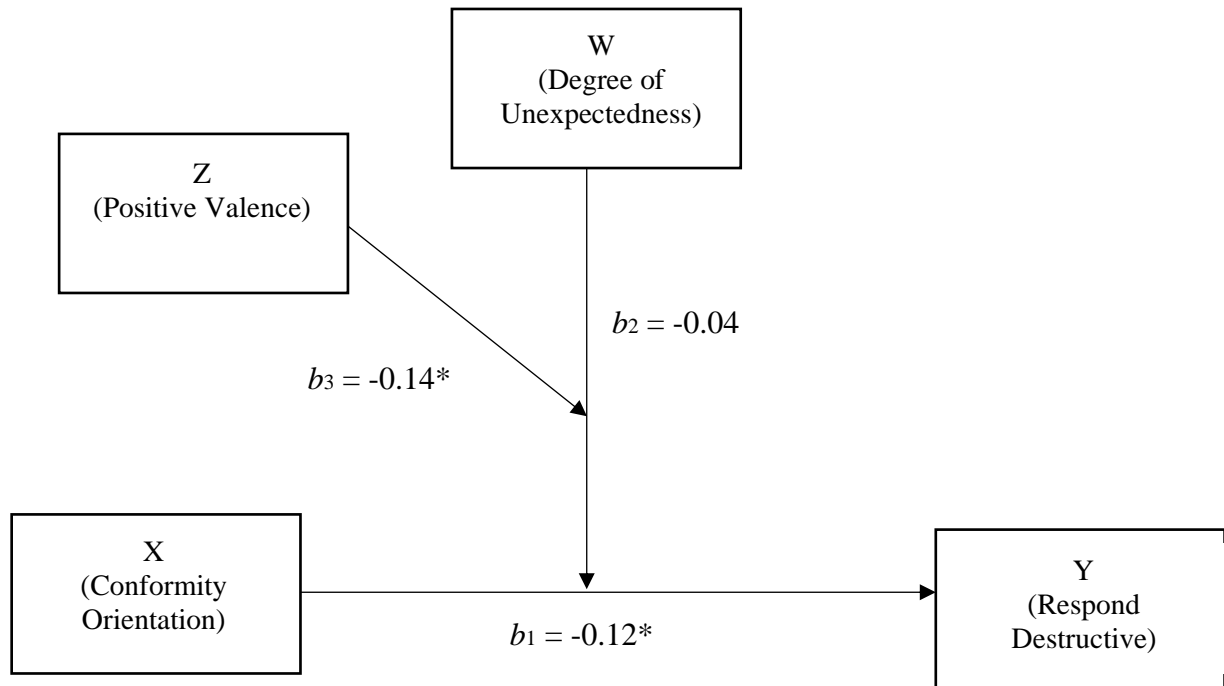 W
(Degree of
Unexpectedness)
Z
(Positive Valence)
b2 = -0.04
b3 = -0.14*
X
(Conformity
Orientation)
b1 = -0.12*
Y
(Respond
Destructive)